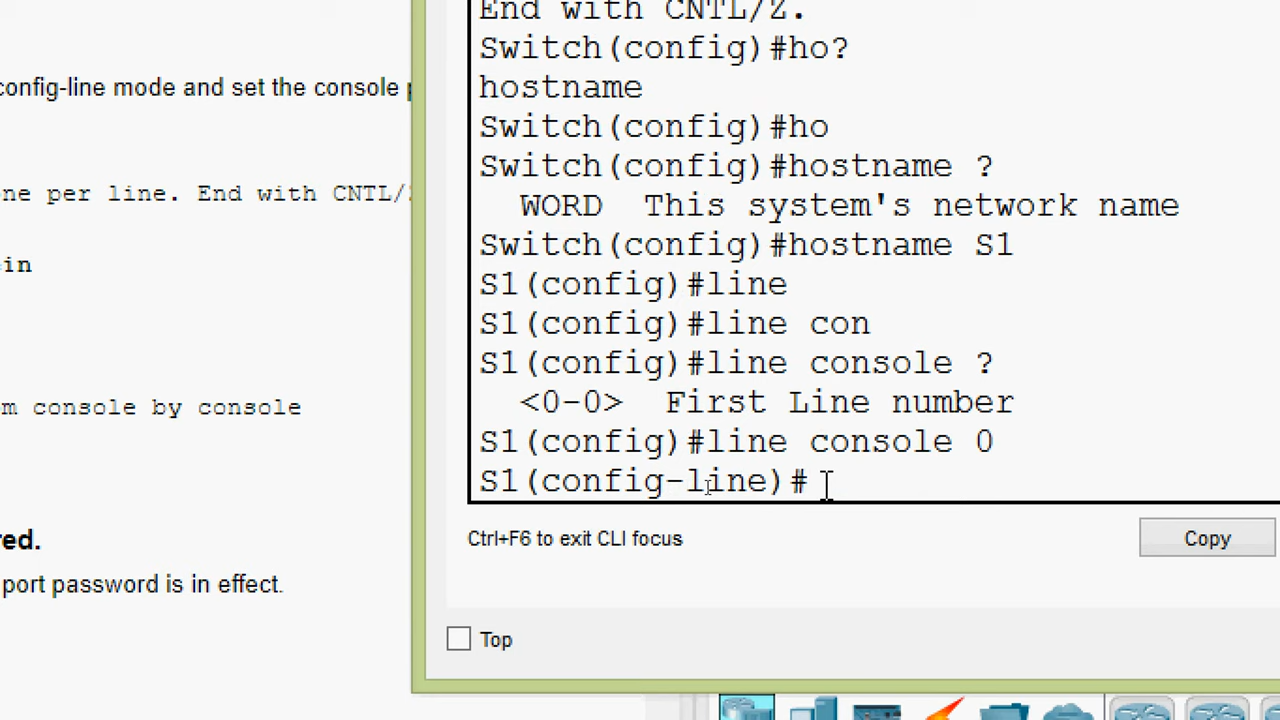 config-line mode and set the console
one per line. End with CNTL/
in
m console by console
red.
port password is in effect.
End with CNTL/Z.
Switch(config)#ho?
hostname
Switch(config)#ho
Switch(config)#hostname ?
WORD This system's network name
Switch(config)#hostname S1
S1(config)#line
S1(config)#line con
S1(config)#line console ?
<0-0> First Line number
S1(config)#line console 0
S1(config-line)#
Ctrl+F6 to exit CLI focus
Copy
Top